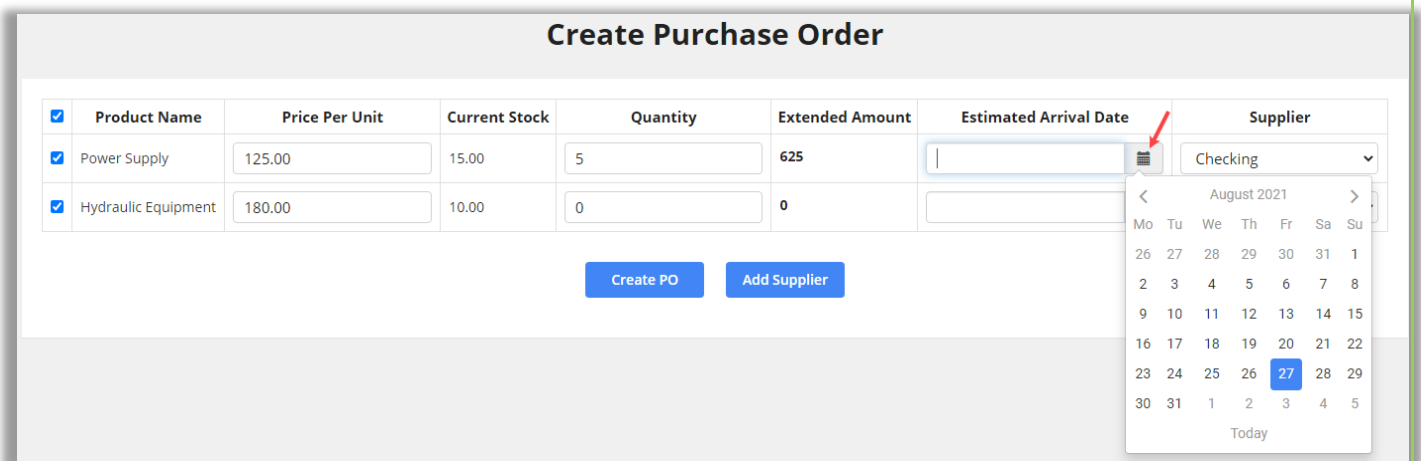 Create Purchase Order
Product Name Price Per Unit Current Stock Quantity Extended Amount Estimated Arrival Date Supplier
Power Supply 125.00 15.00 5 625 Checking
Hydraulic Equipment 180.00 10.00 0 0
August 2021
Mo Tu We Th Fr Sa Su
26 27 28 29 30 31 1
2 3 4 5 6 7 8
9 10 11 12 13 14 15
16 17 18 19 20 21 22
23 24 25 26 27 28 29
30 31 1 2 3 4 5
Today
Create PO Add Supplier